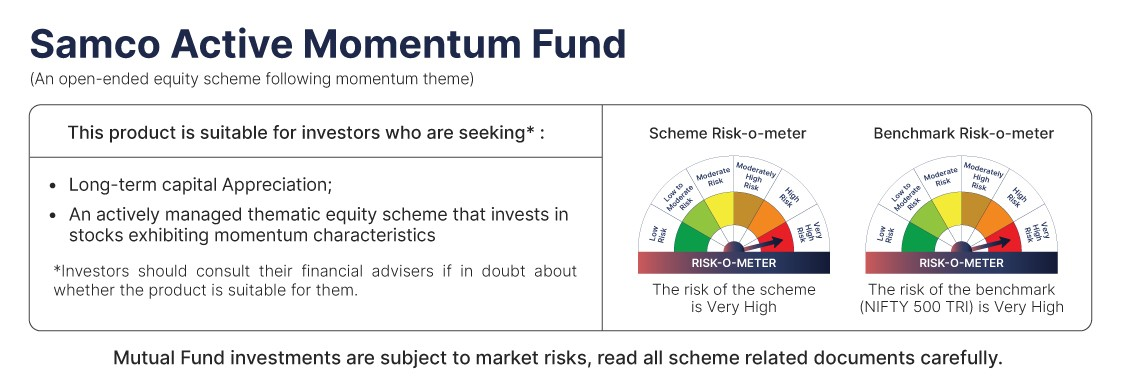 Samco Active Momentum Fund
(An open-ended equity scheme following momentum theme)
This product is suitable for investors who are seeking* :
• Long-term capital Appreciation;
• An actively managed thematic equity scheme that invests in
stocks exhibiting momentum characteristics
*Investors should consult their financial advisers if in doubt about
whether the product is suitable for them.
Scheme Risk-o-meter
Low Risk
Low to Moderate Risk
Moderate Risk
Moderately High Risk
High Risk
Very High Risk
RISK-O-METER
The risk of the scheme
is Very High
Benchmark Risk-o-meter
Low Risk
Low to Moderate Risk
Moderate Risk
Moderately High Risk
High Risk
Very High Risk
RISK-O-METER
The risk of the benchmark
(NIFTY 500 TRI) is Very High
Mutual Fund investments are subject to market risks, read all scheme related documents carefully.